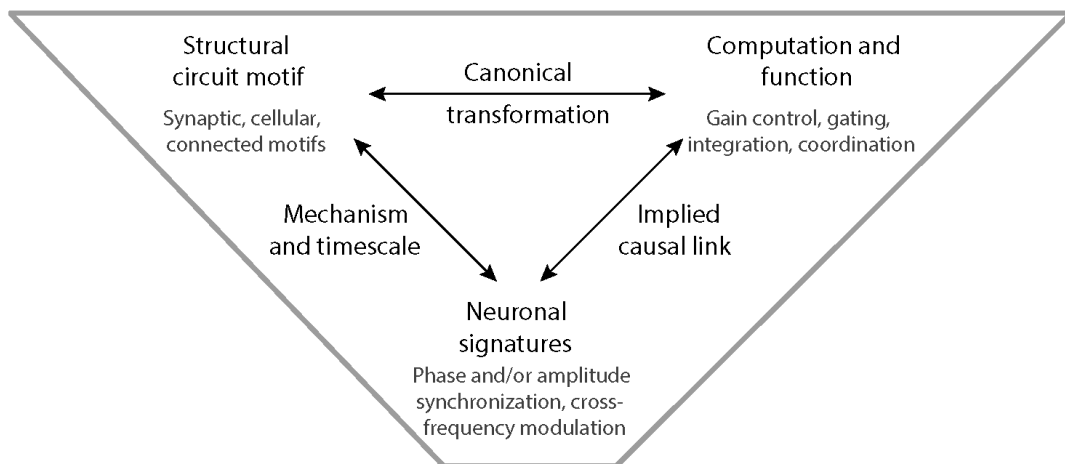 Structural
circuit motif
Synaptic, cellular,
connected motifs
Canonical
transformation
Computation and
function
Gain control, gating,
integration, coordination
Mechanism
and timescale
Implied
causal link
Neuronal
signatures
Phase and/or amplitude
synchronization, cross-
frequency modulation